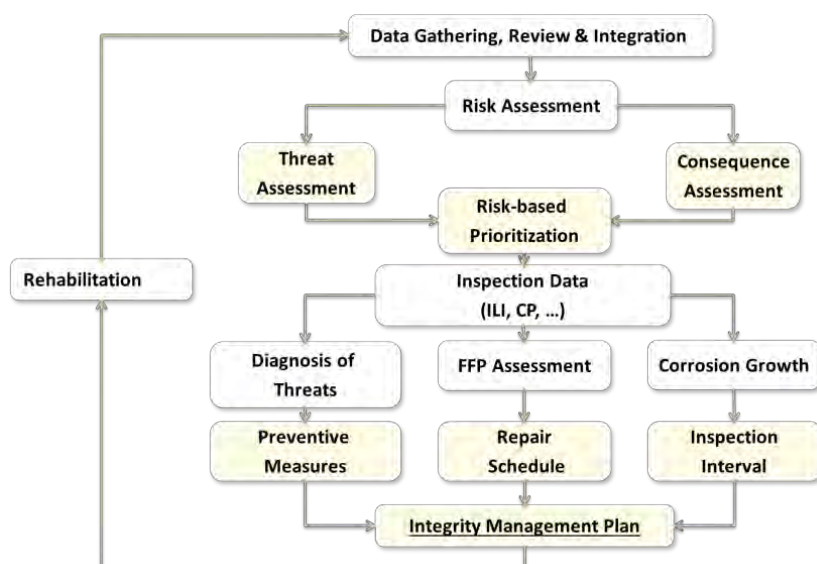 Data Gathering, Review & Integration
Risk Assessment
Threat
Assessment
Consequence
Assessment
Risk-based
Prioritization
Rehabilitation
Inspection Data
(ILI, CP, ...)
Diagnosis of
Threats
FFP Assessment
Corrosion Growth
Preventive
Measures
Repair
Schedule
Inspection
Interval
Integrity Management Plan